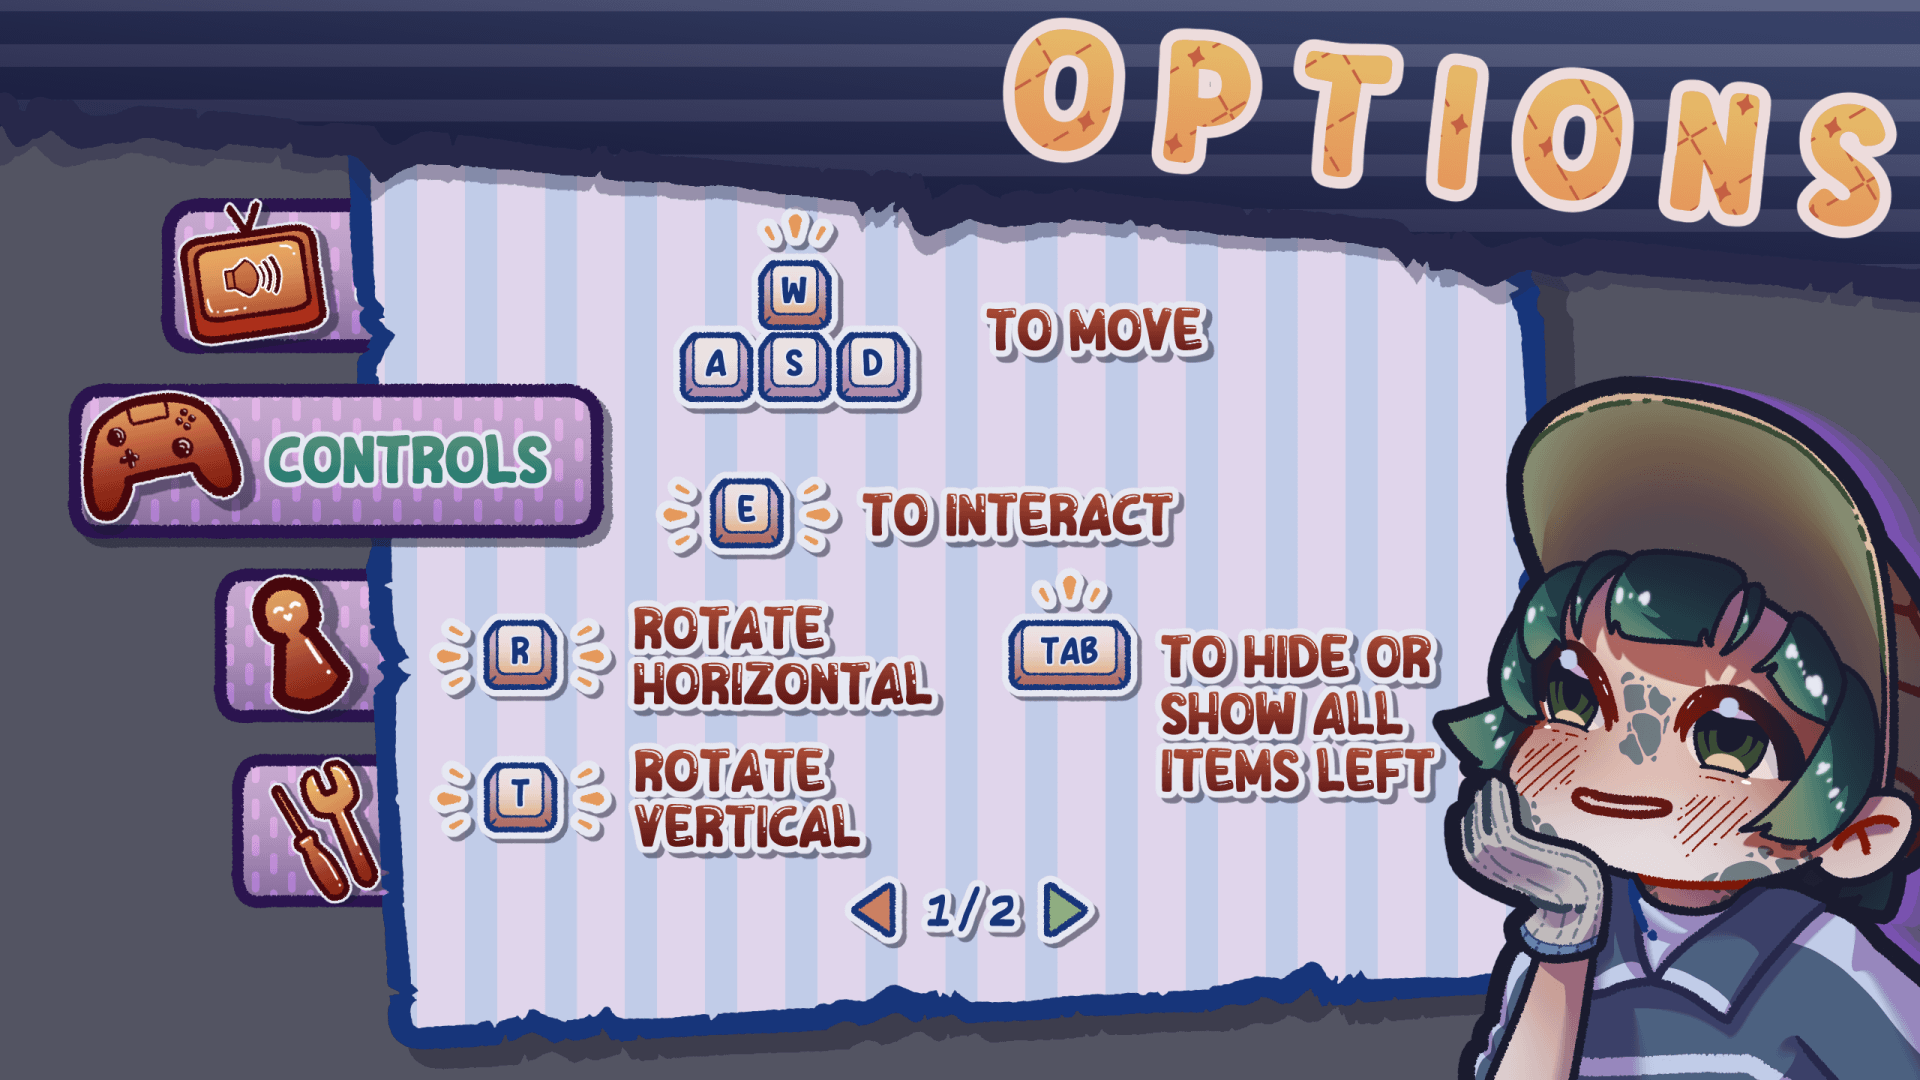 OPTIONS
W
A S D
TO MOVE
CONTROLS
E
TO INTERACT
R
ROTATE
HORIZONTAL
TAB
TO HIDE OR
SHOW ALL
ITEMS LEFT
T
ROTATE
VERTICAL
1/2